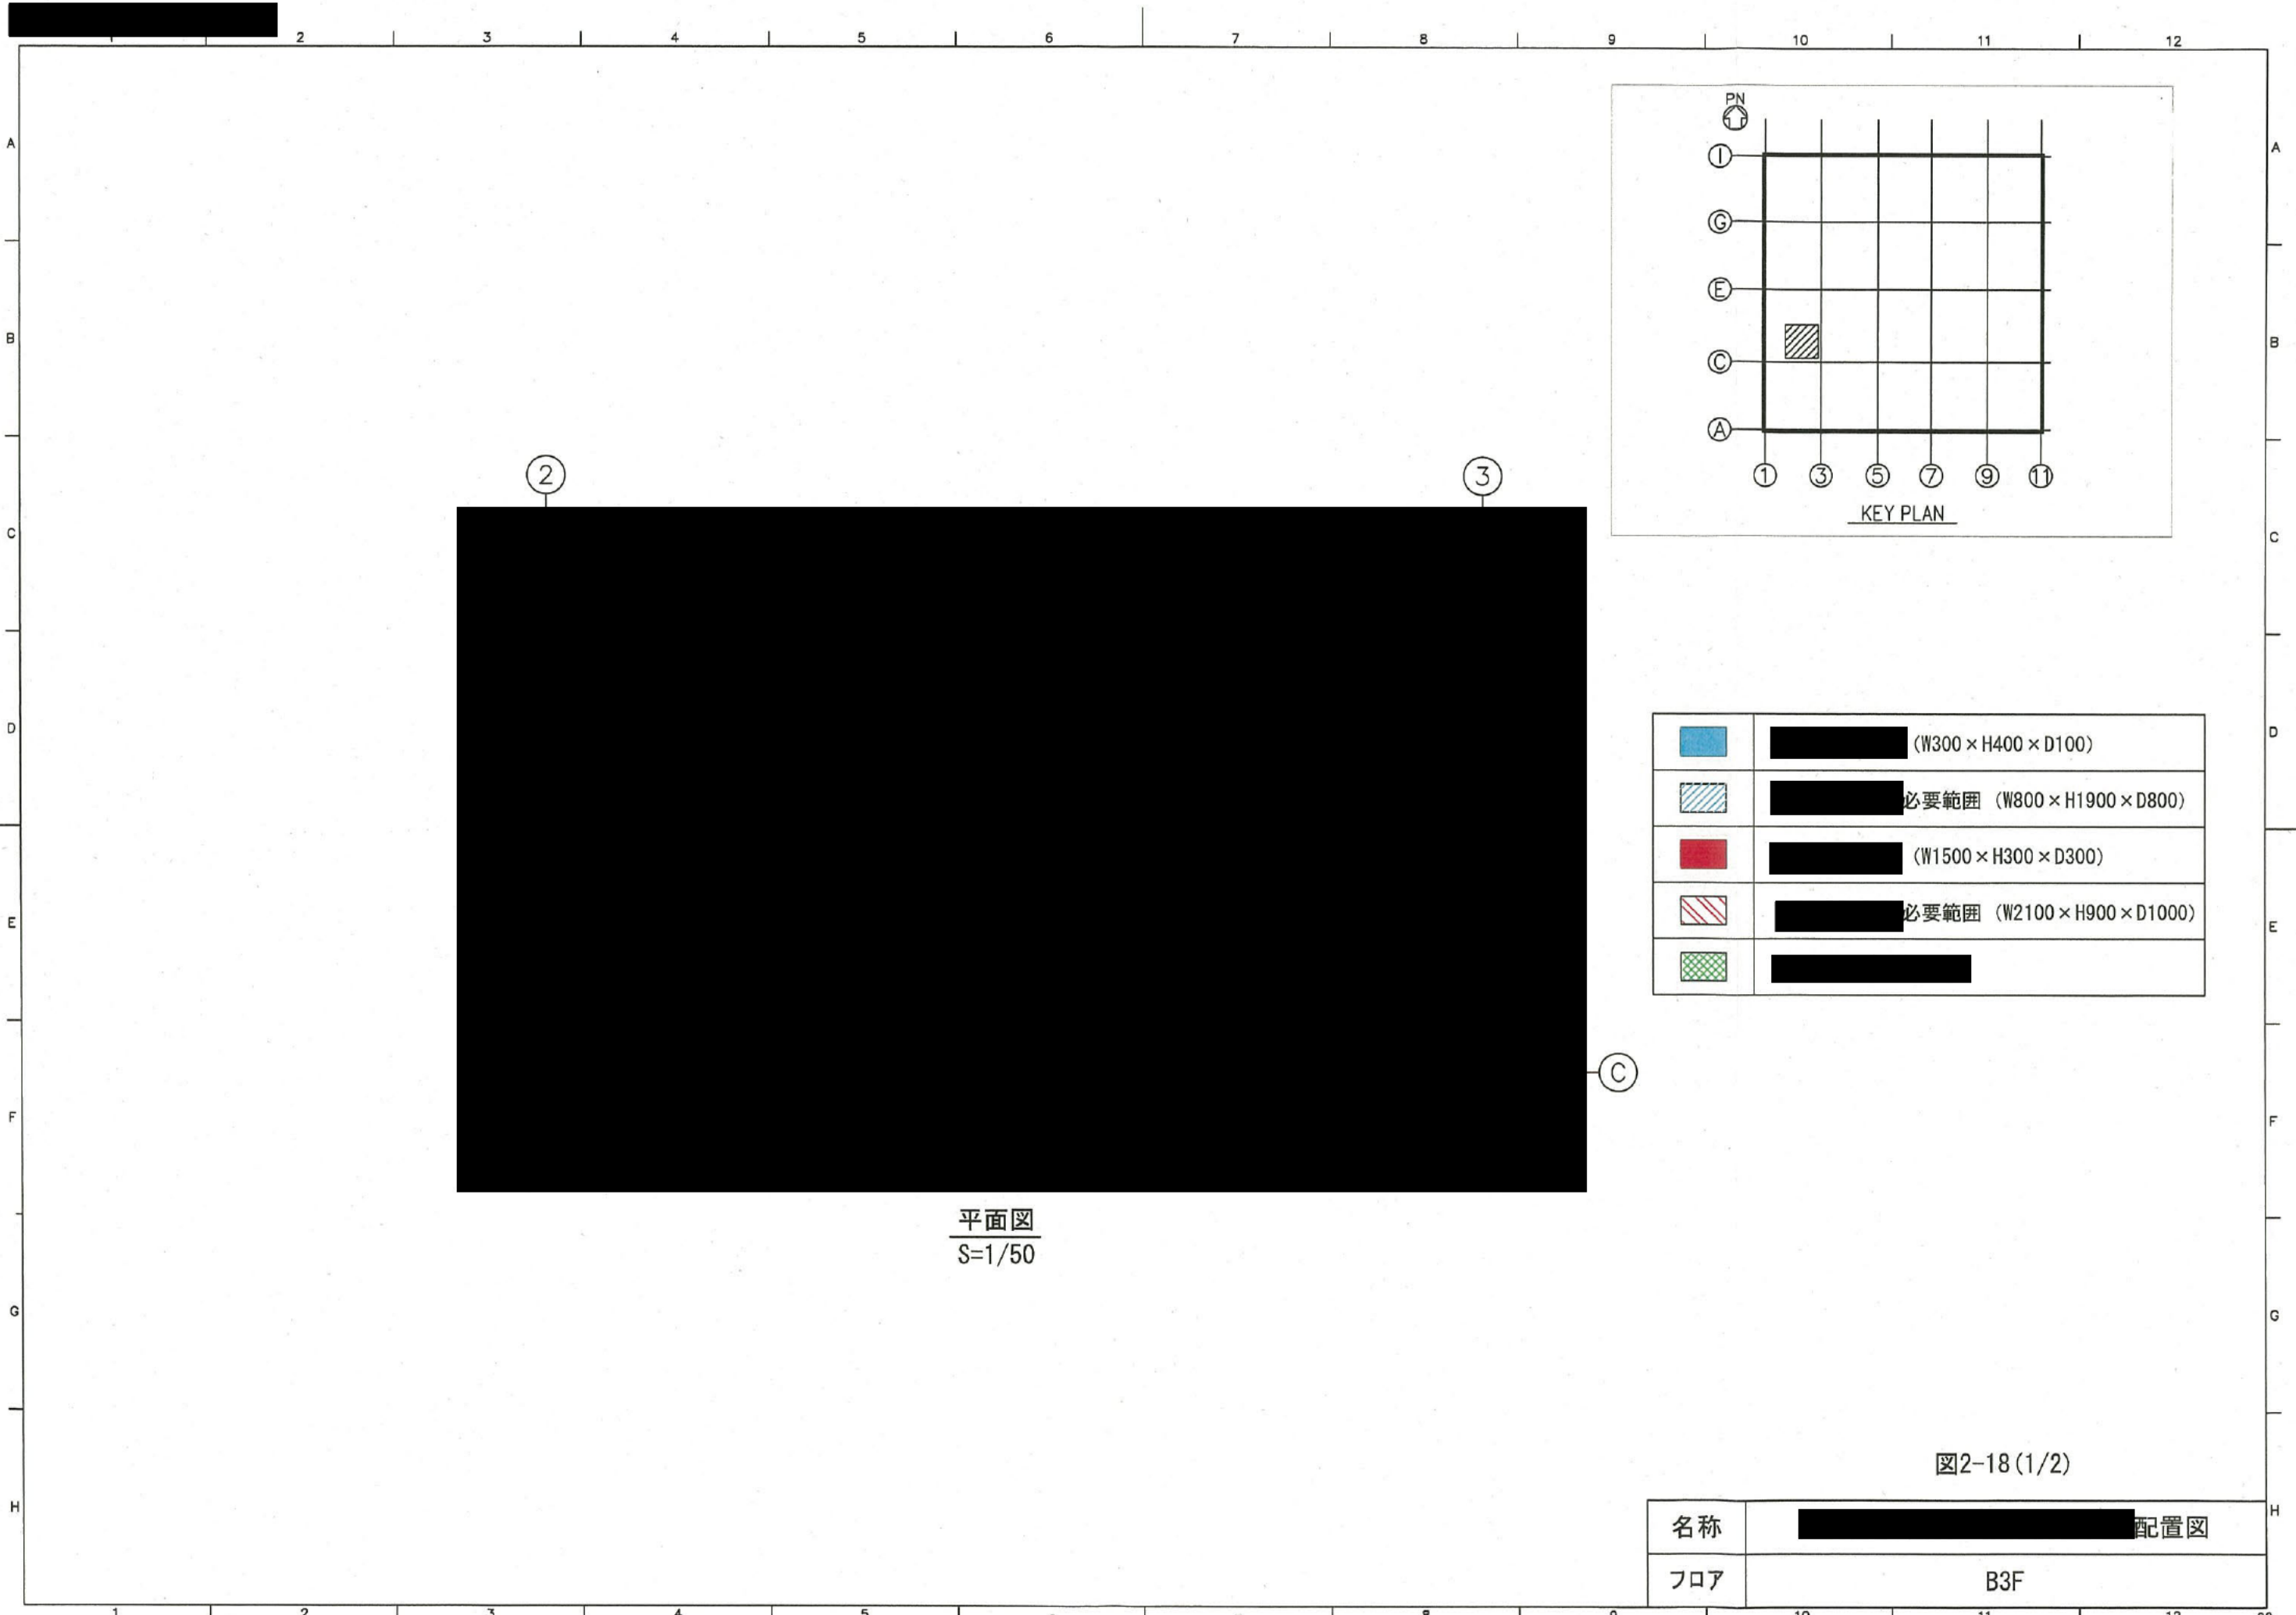 2 3 4 5 6 7 8 9 10 11 12
A A
B B
C C
D D
E E
F F
G G
H H
PN
I
G
E
C
A
1 3 5 7 9 11
KEY PLAN
2 3
C
(W300×H400×D100)
必要範囲 (W800×H1900×D800)
(W1500×H300×D300)
必要範囲 (W2100×H900×D1000)
平面図
S=1/50
図2-18(1/2)
名称 配置図
フロア B3F